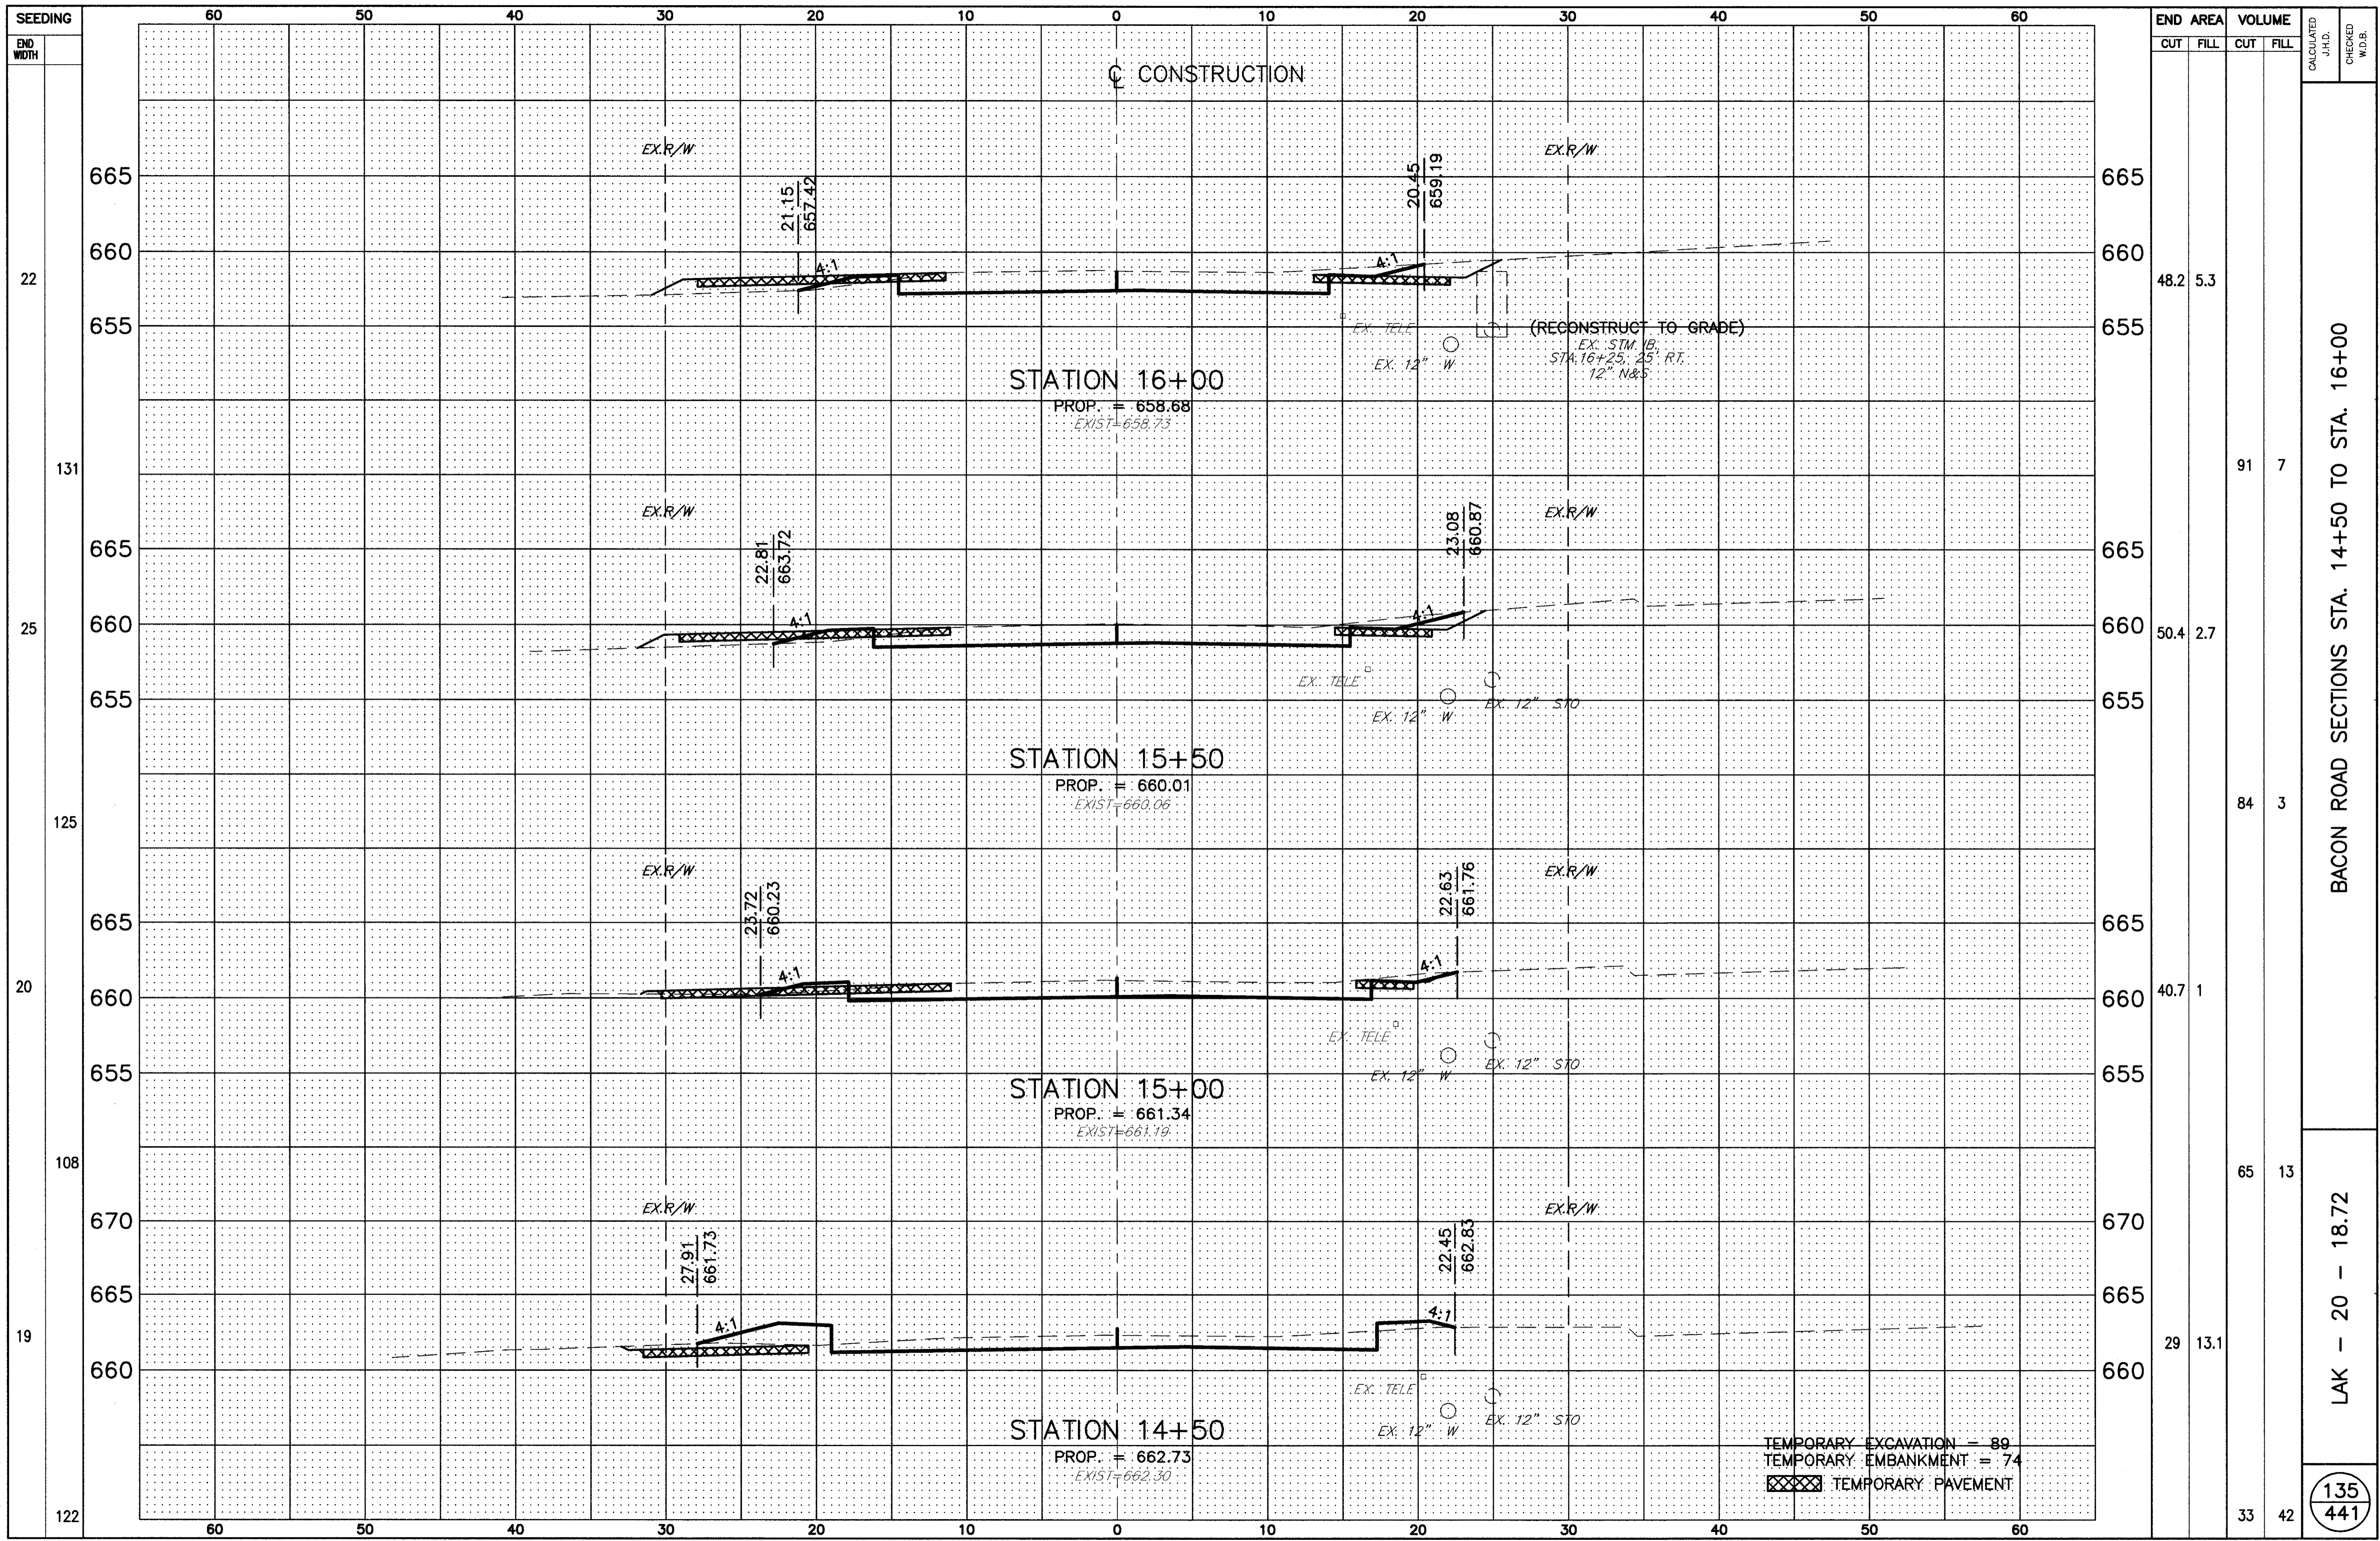 SEEDING
END WIDTH
60 50 40 30 20 10 0 10 20 30 40 50 60
END AREA VOLUME
CUT FILL CUT FILL
CALCULATED
J.H.D.
CHECKED
W.D.B.
℄ CONSTRUCTION
EX.R/W
EX.R/W
21.15
657.42
20.45
659.19
665
665
660
660
655
655
4:1
4:1
22
48.2 5.3
EX. TELE
EX. 12" W
(RECONSTRUCT TO GRADE)
EX. STM IB.
STA.16+25, 25' RT.
12" N&S
STATION 16+00
PROP. = 658.68
EXIST=658.73
131
91 7
EX.R/W
EX.R/W
22.81
663.72
23.08
660.87
665
665
660
660
655
655
4:1
4:1
25
50.4 2.7
EX. TELE
EX. 12" W
EX. 12" STO
STATION 15+50
PROP. = 660.01
EXIST=660.06
125
84 3
EX.R/W
EX.R/W
23.72
660.23
22.63
661.76
665
665
660
660
655
655
4:1
4:1
20
40.7 1
EX. TELE
EX. 12" W
EX. 12" STO
STATION 15+00
PROP. = 661.34
EXIST=661.19
108
65 13
EX.R/W
EX.R/W
27.91
661.73
22.45
662.83
670
670
665
665
660
660
4:1
4:1
19
29 13.1
EX. TELE
EX. 12" W
EX. 12" STO
STATION 14+50
PROP. = 662.73
EXIST=662.30
TEMPORARY EXCAVATION = 89
TEMPORARY EMBANKMENT = 74
TEMPORARY PAVEMENT
122
33 42
60 50 40 30 20 10 0 10 20 30 40 50 60
BACON ROAD SECTIONS STA. 14+50 TO STA. 16+00
LAK - 20 - 18.72
135
441